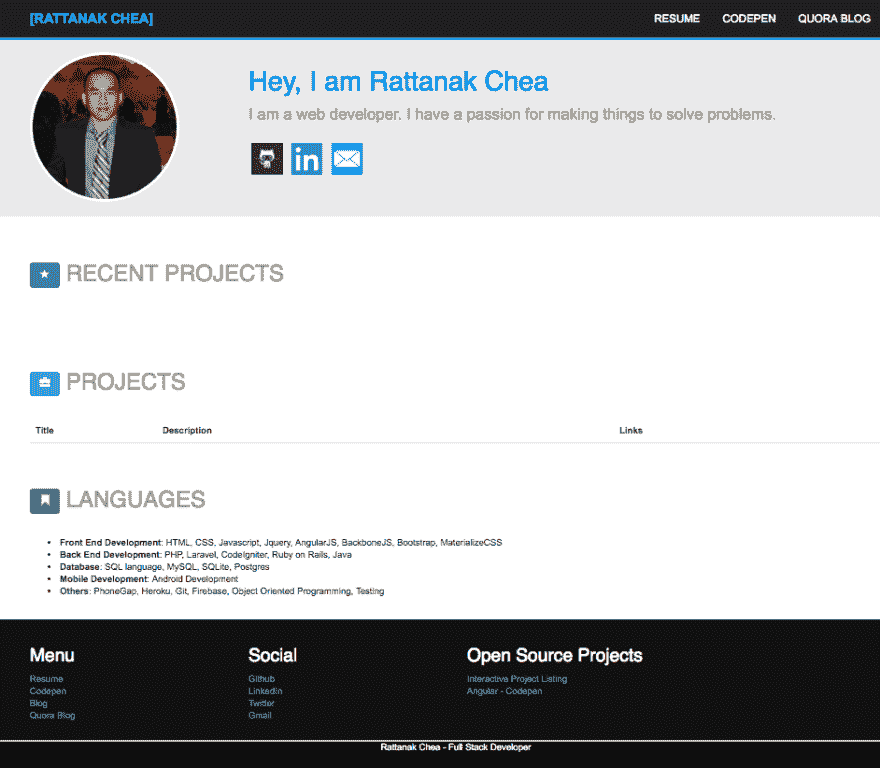 [RATTANAK CHEA]
RESUME CODEPEN QUORA BLOG
Hey, I am Rattanak Chea
I am a web developer. I have a passion for making things to solve problems.
in
RECENT PROJECTS
PROJECTS
Title Description Links
LANGUAGES
• Front End Development: HTML, CSS, Javascript, Jquery, AngularJS, BackboneJS, Bootstrap, MaterializeCSS
• Back End Development: PHP, Laravel, CodeIgniter, Ruby on Rails, Java
• Database: SQL language, MySQL, SQLite, Postgres
• Mobile Development: Android Development
• Others: PhoneGap, Heroku, Git, Firebase, Object Oriented Programming, Testing
Menu
Resume
Codepen
Blog
Quora Blog
Social
Github
LinkedIn
Twitter
Gmail
Open Source Projects
Interactive Project Listing
Angular - Codepen
Rattanak Chea - Full Stack Developer